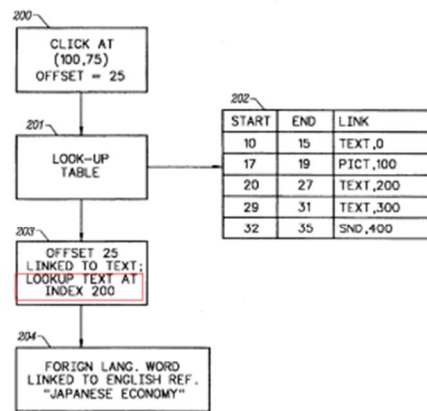 200
CLICK AT
(100,75)
OFFSET = 25
201
LOOK-UP
TABLE
202
START END LINK
10 15 TEXT,0
17 19 PICT,100
20 27 TEXT,200
29 31 TEXT,300
32 35 SND,400
203
OFFSET 25
LINKED TO TEXT;
LOOKUP TEXT AT
INDEX 200
204
FORIGN LANG. WORD
LINKED TO ENGLISH REF.
"JAPANESE ECONOMY"